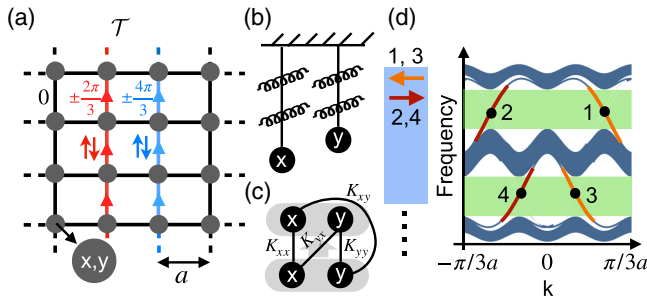 (a)
𝒯
0
±2π/3
±4π/3
x,y
a
(b)
x
y
(c)
x
y
K_xy
K_xx
K_yx
K_yy
x
y
1, 3
2,4
(d)
Frequency
2
1
4
3
−π/3a
0
π/3a
k